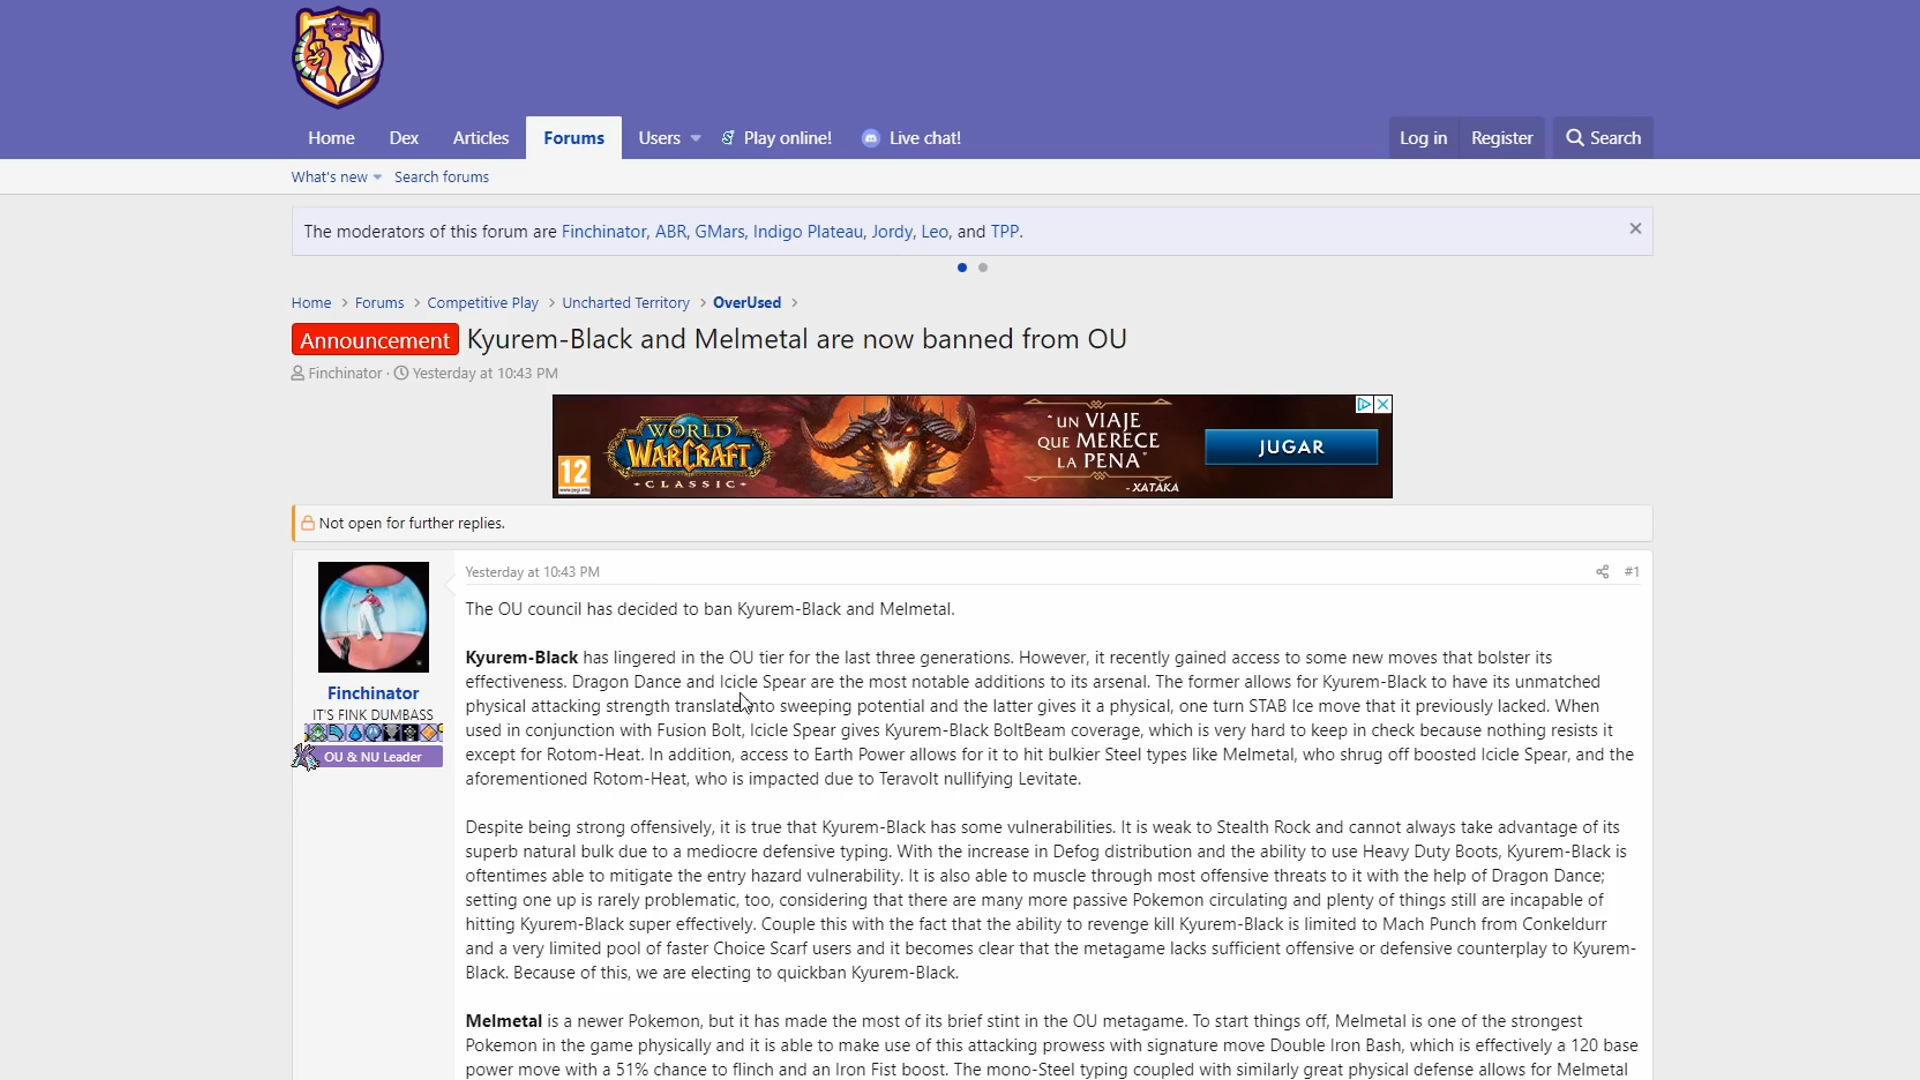 Home Dex Articles Forums Users Play online! Live chat! Log in Register Search
What's new Search forums
The moderators of this forum are Finchinator, ABR, GMars, Indigo Plateau, Jordy, Leo, and TPP.
Home > Forums > Competitive Play > Uncharted Territory > OverUsed >
Announcement Kyurem-Black and Melmetal are now banned from OU
Finchinator · Yesterday at 10:43 PM
WORLD WARCRAFT
CLASSIC
12
"UN VIAJE
QUE MERECE
LA PENA"
- XATAKA
JUGAR
Not open for further replies.
Finchinator
IT'S FINK DUMBASS
OU & NU Leader
Yesterday at 10:43 PM #1
The OU council has decided to ban Kyurem-Black and Melmetal.
Kyurem-Black has lingered in the OU tier for the last three generations. However, it recently gained access to some new moves that bolster its
effectiveness. Dragon Dance and Icicle Spear are the most notable additions to its arsenal. The former allows for Kyurem-Black to have its unmatched
physical attacking strength translate into sweeping potential and the latter gives it a physical, one turn STAB Ice move that it previously lacked. When
used in conjunction with Fusion Bolt, Icicle Spear gives Kyurem-Black BoltBeam coverage, which is very hard to keep in check because nothing resists it
except for Rotom-Heat. In addition, access to Earth Power allows for it to hit bulkier Steel types like Melmetal, who shrug off boosted Icicle Spear, and the
aforementioned Rotom-Heat, who is impacted due to Teravolt nullifying Levitate.
Despite being strong offensively, it is true that Kyurem-Black has some vulnerabilities. It is weak to Stealth Rock and cannot always take advantage of its
superb natural bulk due to a mediocre defensive typing. With the increase in Defog distribution and the ability to use Heavy Duty Boots, Kyurem-Black is
oftentimes able to mitigate the entry hazard vulnerability. It is also able to muscle through most offensive threats to it with the help of Dragon Dance;
setting one up is rarely problematic, too, considering that there are many more passive Pokemon circulating and plenty of things still are incapable of
hitting Kyurem-Black super effectively. Couple this with the fact that the ability to revenge kill Kyurem-Black is limited to Mach Punch from Conkeldurr
and a very limited pool of faster Choice Scarf users and it becomes clear that the metagame lacks sufficient offensive or defensive counterplay to Kyurem-
Black. Because of this, we are electing to quickban Kyurem-Black.
Melmetal is a newer Pokemon, but it has made the most of its brief stint in the OU metagame. To start things off, Melmetal is one of the strongest
Pokemon in the game physically and it is able to make use of this attacking prowess with signature move Double Iron Bash, which is effectively a 120 base
power move with a 51% chance to flinch and an Iron Fist boost. The mono-Steel typing coupled with similarly great physical defense allows for Melmetal